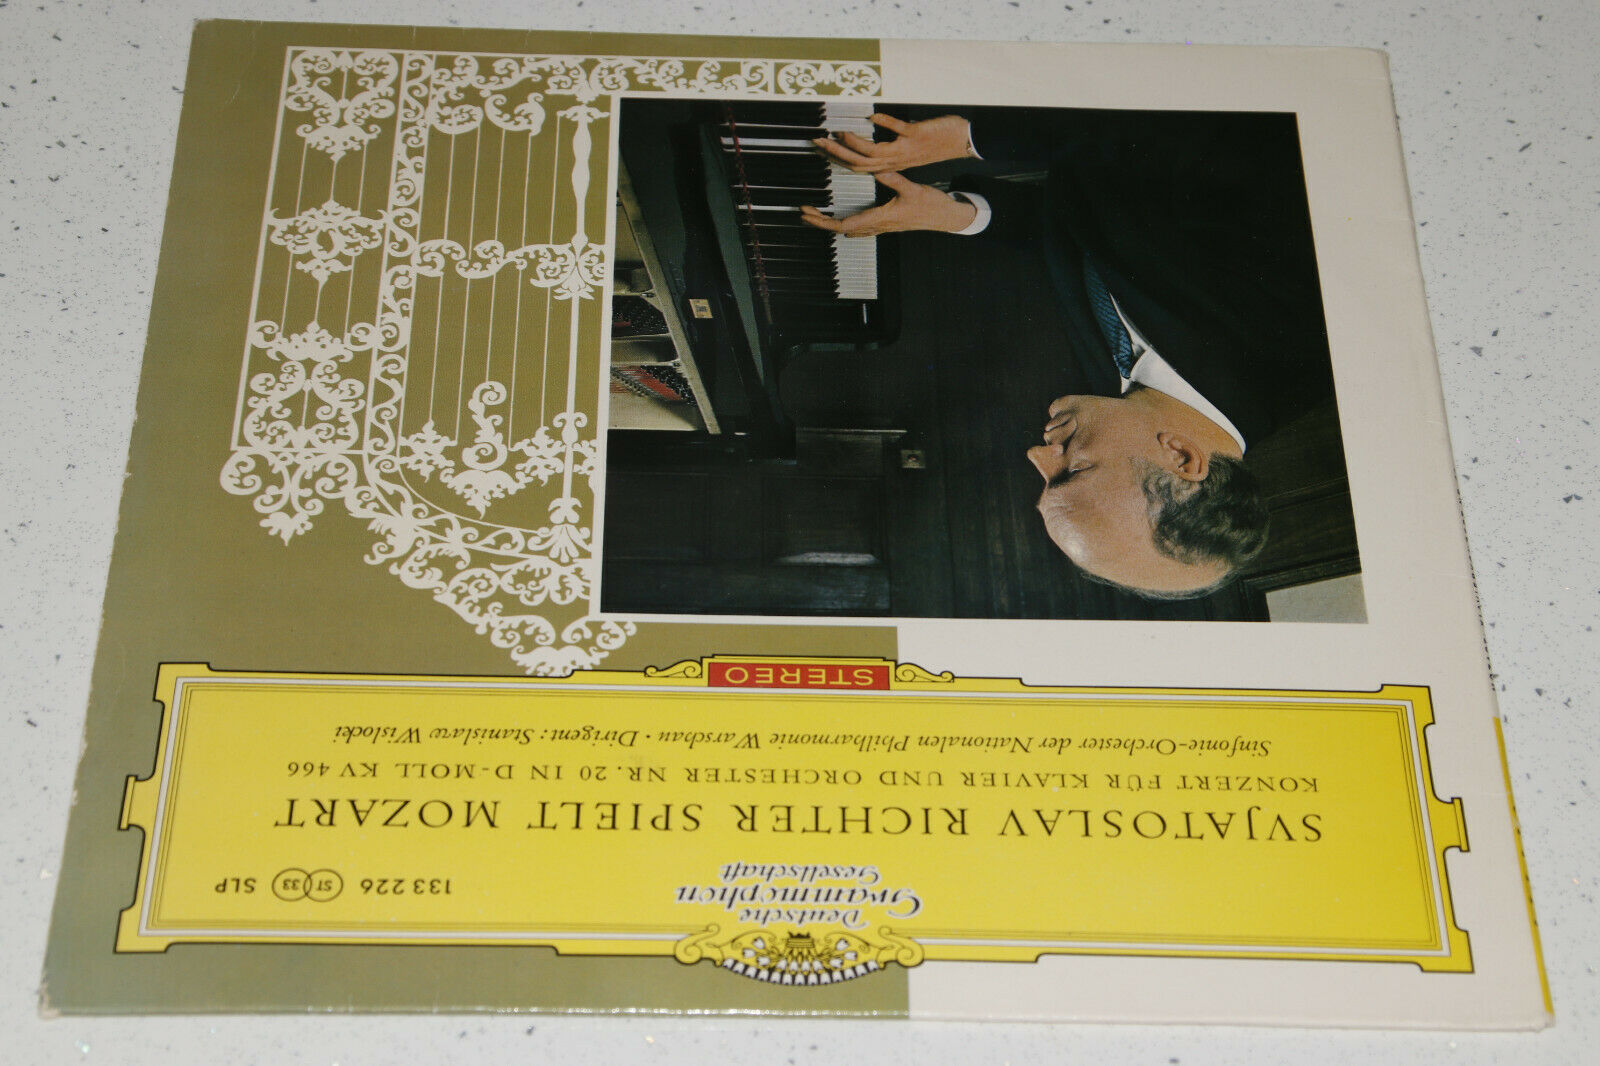 Deutsche
Grammophon
Gesellschaft
133 226 ST 33 SLP
SVJATOSLAV RICHTER SPIELT MOZART
KONZERT FÜR KLAVIER UND ORCHESTER NR. 20 IN D-MOLL KV 466
Sinfonie-Orchester der Nationalen Philharmonie Warschau · Dirigent: Stanislaw Wislocki
STEREO